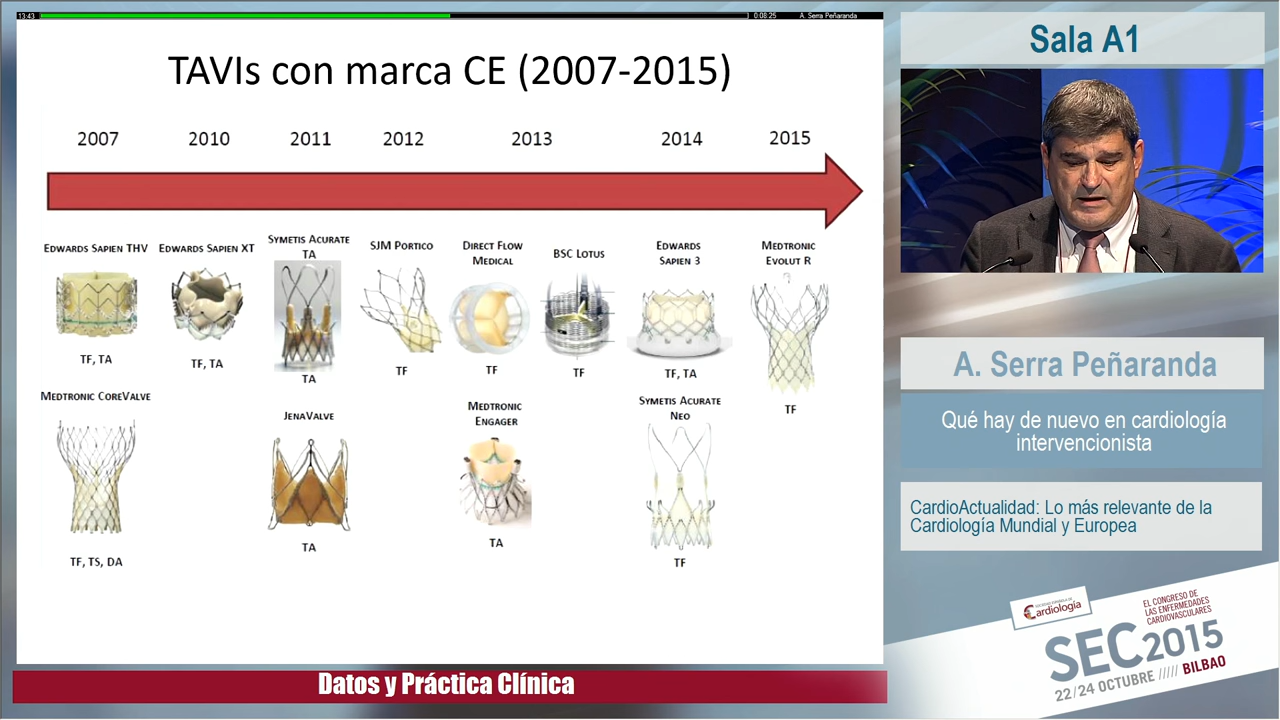 13:43
0:08:25
A. Serra Peñaranda
TAVIs con marca CE (2007-2015)
2007 2010 2011 2012 2013 2014 2015
EDWARDS SAPIEN THV
TF, TA
EDWARDS SAPIEN XT
TF, TA
SYMETIS ACURATE
TA
TA
SJM PORTICO
TF
DIRECT FLOW
MEDICAL
TF
BSC LOTUS
TF
EDWARDS
SAPIEN 3
TF, TA
MEDTRONIC
EVOLUT R
TF
MEDTRONIC COREVALVE
TF, TS, DA
JENAVALVE
TA
MEDTRONIC
ENGAGER
TA
SYMETIS ACURATE
NEO
TF
Datos y Práctica Clínica
Sala A1
A. Serra Peñaranda
Qué hay de nuevo en cardiología
intervencionista
CardioActualidad: Lo más relevante de la
Cardiología Mundial y Europea
SOCIEDAD ESPAÑOLA DE
Cardiología
EL CONGRESO DE
LAS ENFERMEDADES
CARDIOVASCULARES
SEC2015
22/24 OCTUBRE ///// BILBAO